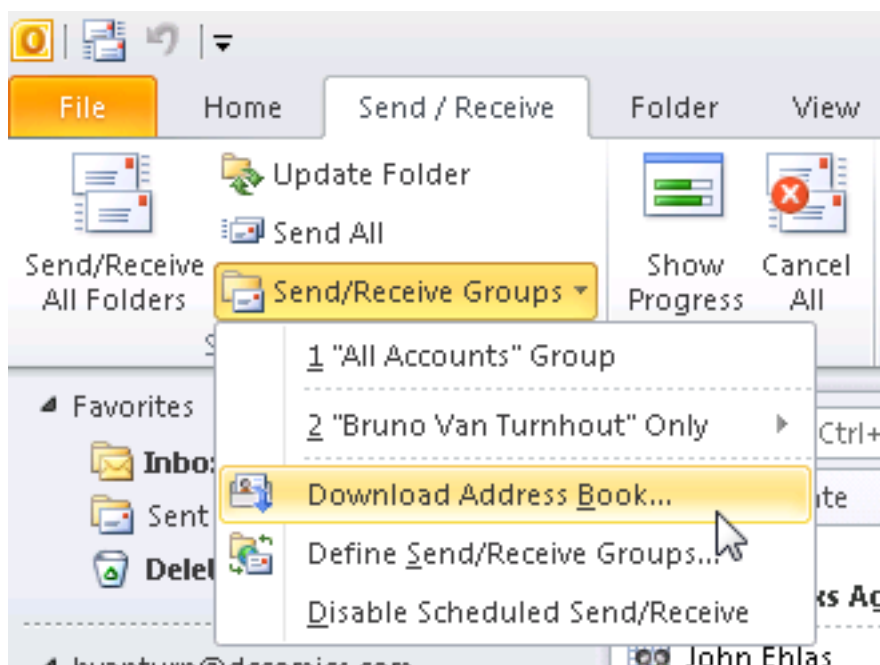 File Home Send / Receive Folder View
Update Folder
Send All
Send/Receive All Folders
Send/Receive Groups
Show Progress
Cancel All
1 "All Accounts" Group
Favorites
2 "Bruno Van Turnhout" Only
Ctrl+
Download Address Book...
Sent
Define Send/Receive Groups...
Disable Scheduled Send/Receive
John Ehlas